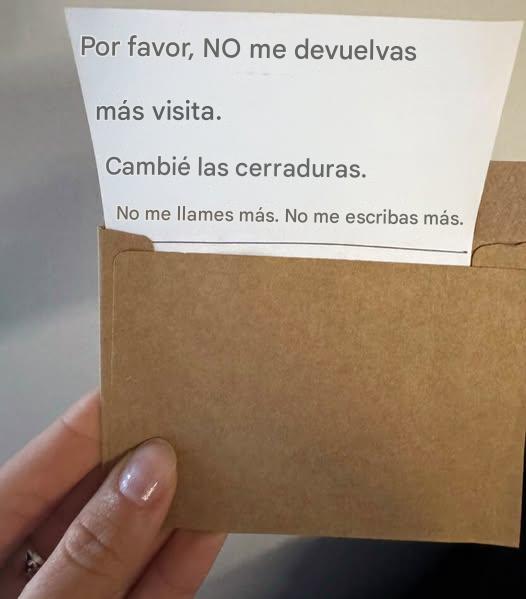 Por favor, NO me devuelvas
más visita.
Cambié las cerraduras.
No me llames más. No me escribas más.